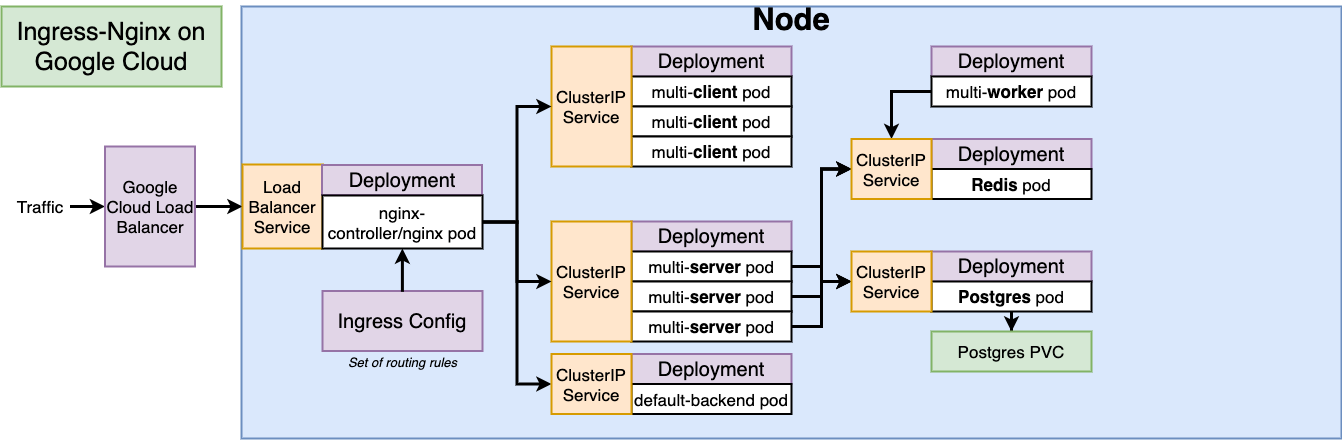 Ingress-Nginx on
Google Cloud
Node
Traffic
Google
Cloud Load
Balancer
Load
Balancer
Service
Deployment
nginx-
controller/nginx pod
Ingress Config
Set of routing rules
ClusterIP
Service
Deployment
multi-client pod
multi-client pod
multi-client pod
ClusterIP
Service
Deployment
multi-server pod
multi-server pod
multi-server pod
ClusterIP
Service
Deployment
default-backend pod
Deployment
multi-worker pod
ClusterIP
Service
Deployment
Redis pod
ClusterIP
Service
Deployment
Postgres pod
Postgres PVC